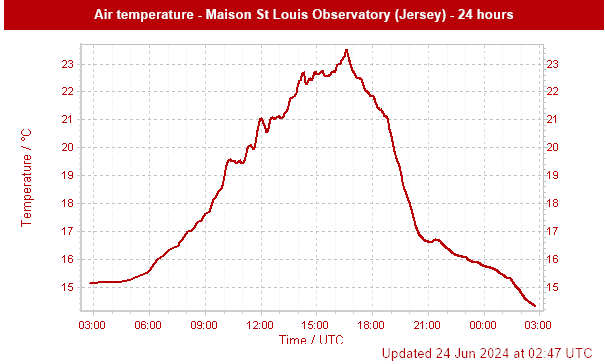 Air temperature - Maison St Louis Observatory (Jersey) - 24 hours
Temperature / °C
23 23
22 22
21 21
20 20
19 19
18 18
17 17
16 16
15 15
03:00 06:00 09:00 12:00 15:00 18:00 21:00 00:00 03:00
Time / UTC
Updated 24 Jun 2024 at 02:47 UTC